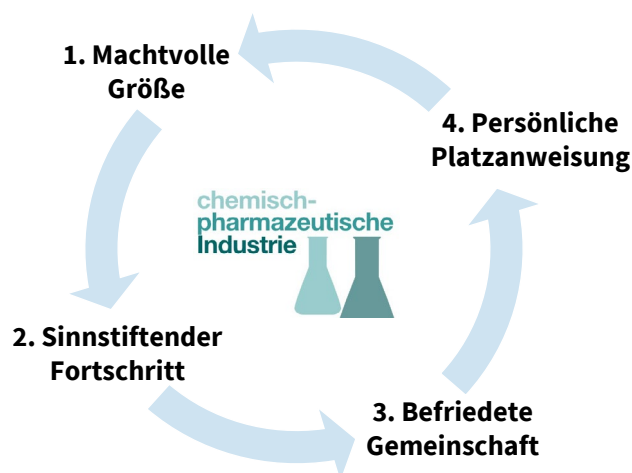 1. Machtvolle
Größe
4. Persönliche
Platzanweisung
chemisch-
pharmazeutische
Industrie
2. Sinnstiftender
Fortschritt
3. Befriedete
Gemeinschaft